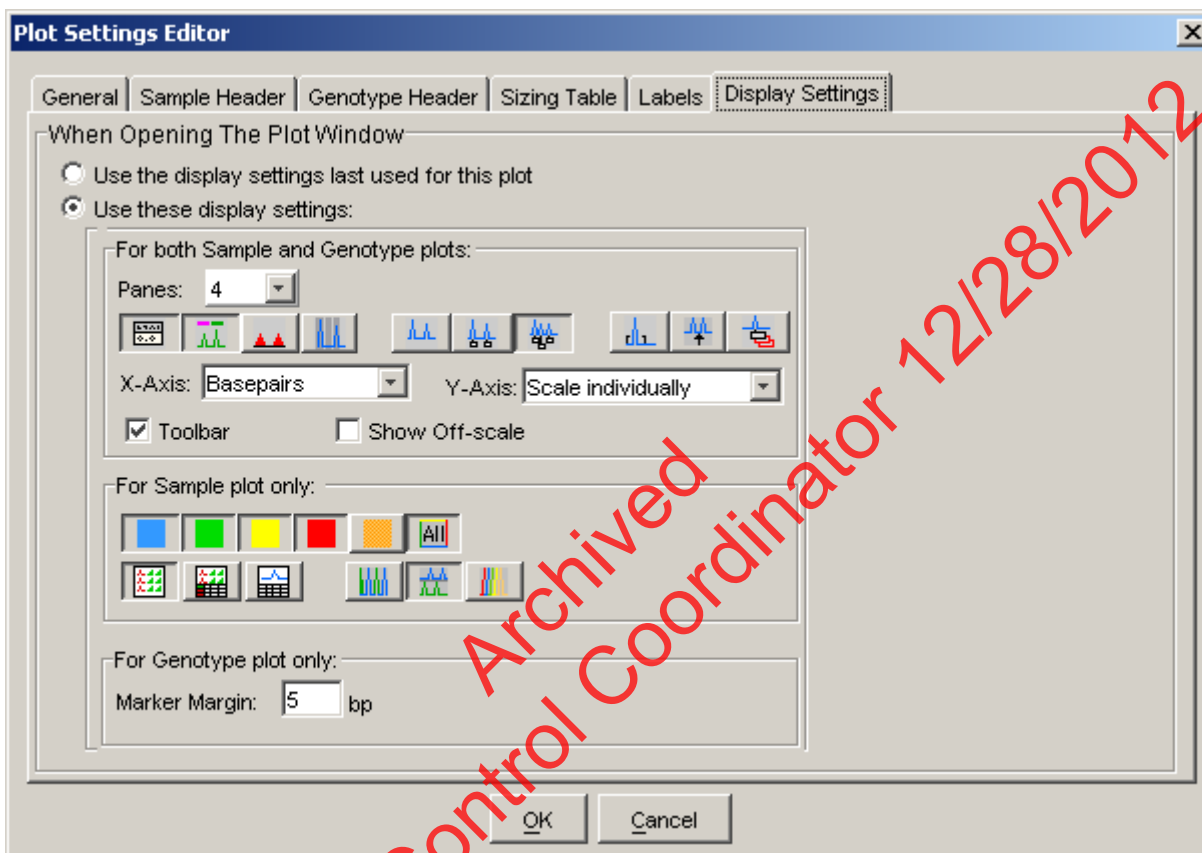 Plot Settings Editor
General Sample Header Genotype Header Sizing Table Labels Display Settings
When Opening The Plot Window
Use the display settings last used for this plot
Use these display settings:
For both Sample and Genotype plots:
Panes: 4
X-Axis: Basepairs Y-Axis: Scale individually
Toolbar Show Off-scale
For Sample plot only:
All
For Genotype plot only:
Marker Margin: 5 bp
OK Cancel
Archived
Control Coordinator 12/28/2012